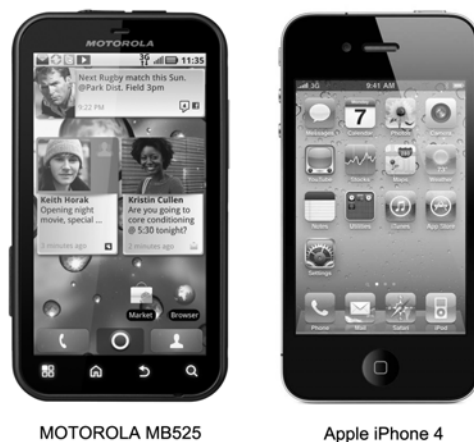 MOTOROLA
3G
11:35
Next Rugby match this Sun.
@Park Dist. Field 3pm
9:22 PM
4
Keith Horak
Opening night
movie, special ...
3 minutes ago
Kristin Cullen
Are you going to
core conditioning
@ 5:30 tonight?
2 minutes ago
Market
Browser
MOTOROLA MB525
3G
9:41 AM
7
Messages
Calendar
Photos
Camera
YouTube
Stocks
Maps
Weather
Notes
Utilities
iTunes
App Store
Settings
Phone
Mail
Safari
iPod
Apple iPhone 4